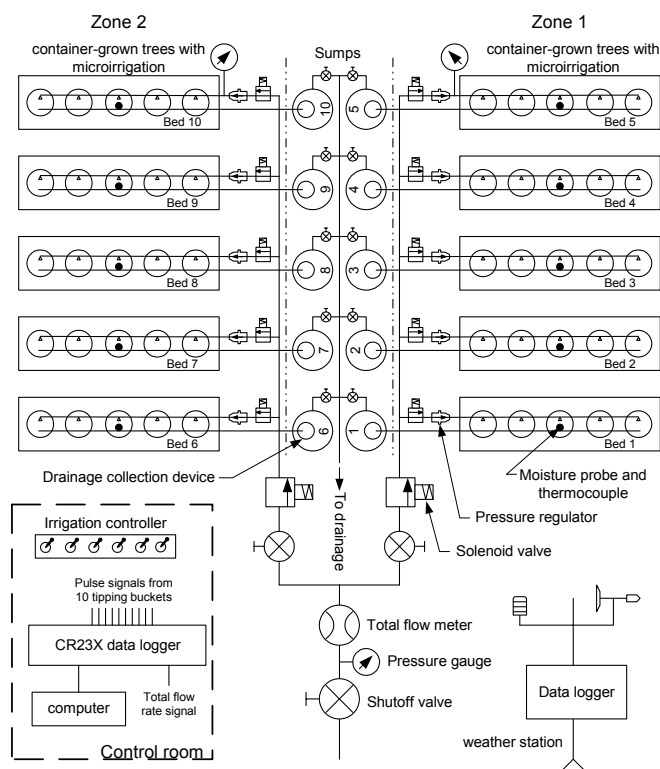 Zone 2
Zone 1
container-grown trees with
microirrigation
Sumps
container-grown trees with
microirrigation
Bed 10
10
5
Bed 5
Bed 9
9
4
Bed 4
Bed 8
8
3
Bed 3
Bed 7
7
2
Bed 2
Bed 6
6
1
Bed 1
Drainage collection device
To drainage
Moisture probe and
thermocouple
Pressure regulator
Solenoid valve
Irrigation controller
Pulse signals from
10 tipping buckets
CR23X data logger
computer
Total flow
rate signal
Control room
Total flow meter
Pressure gauge
Shutoff valve
Data logger
weather station